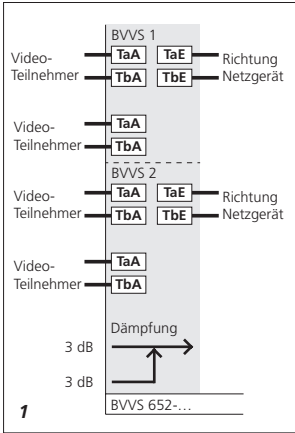 BVVS 1
Video-
Teilnehmer
TaA TaE
TbA TbE
Richtung
Netzgerät
Video-
Teilnehmer
TaA
TbA
BVVS 2
Video-
Teilnehmer
TaA TaE
TbA TbE
Richtung
Netzgerät
Video-
Teilnehmer
TaA
TbA
Dämpfung
3 dB
3 dB
1
BVVS 652-...